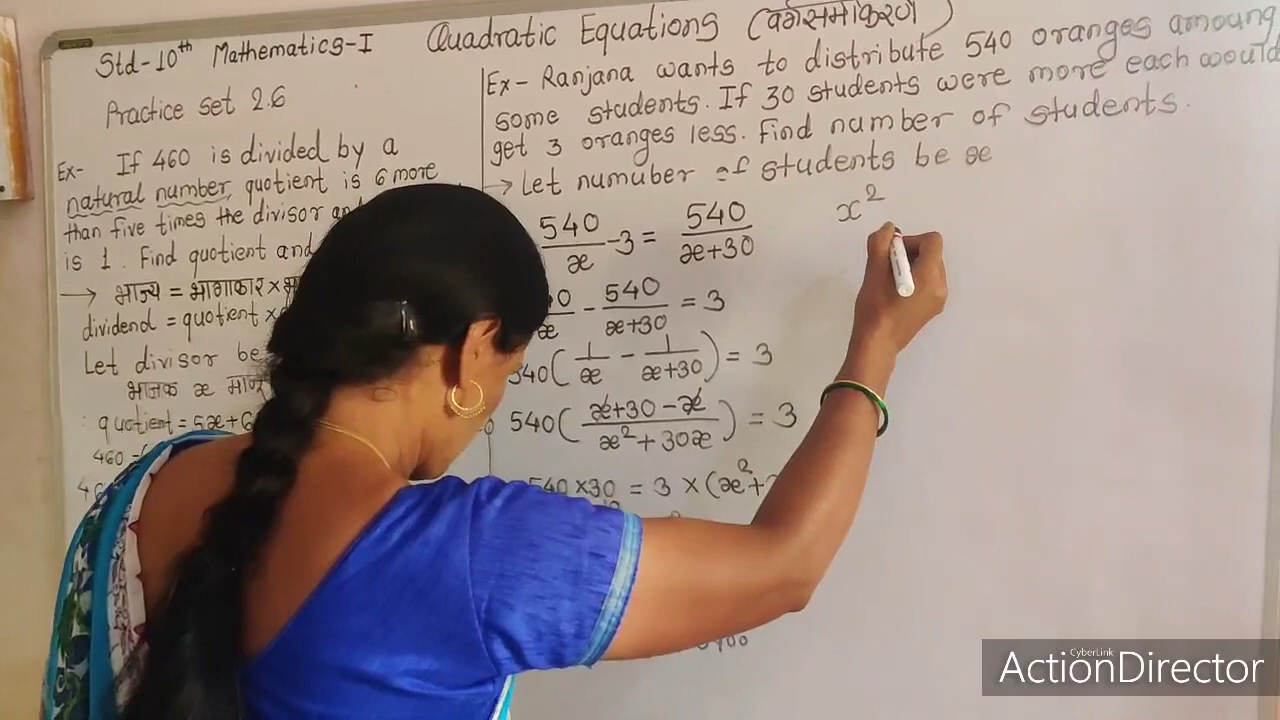 Std-10th Mathematics-I
Quadratic Equations (वर्गसमीकरण)
Practice set 2.6
Ex- If 460 is divided by a
natural number, quotient is 6 more
than five times the divisor and
is 1. Find quotient and
→ भाज्य = भागाकार ×
dividend = quotient ×
Let divisor be
भाजक x
quotient = 5x+6
460 -
Ex- Ranjana wants to distribute 540 oranges amoung
some students. If 30 students were more each would
get 3 oranges less. Find number of students.
→ Let numuber of students be x
540/x - 3 = 540/x+30
- 540/x+30 = 3
540(1/x - 1/x+30) = 3
540(x+30-x/x²+30x) = 3
540 ×30 = 3 × (x²+
x²
CyberLink
ActionDirector